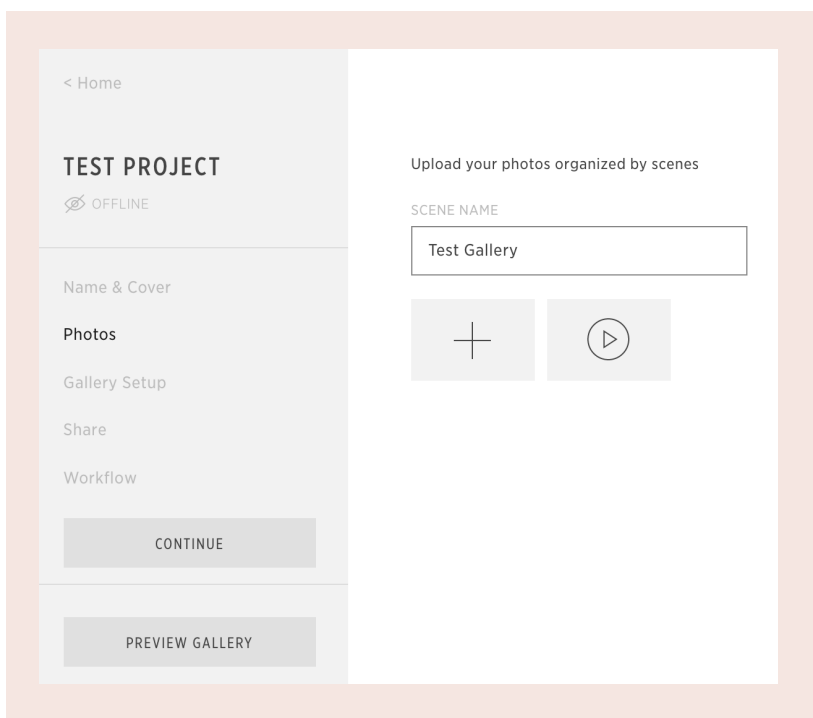 < Home
TEST PROJECT
OFFLINE
Name & Cover
Photos
Gallery Setup
Share
Workflow
CONTINUE
PREVIEW GALLERY
Upload your photos organized by scenes
SCENE NAME
Test Gallery